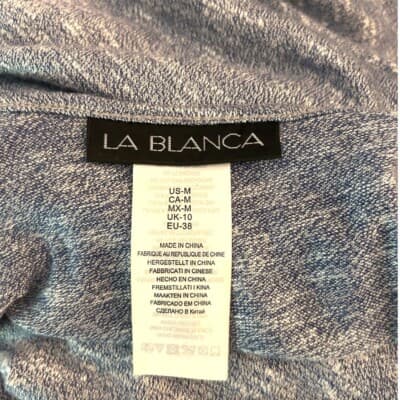 LA BLANCA
US-M
CA-M
MX-M
UK-10
EU-38
MADE IN CHINA
FABRIQUE AU REPUBLIQUE DE CHINE
HERGESTELLT IN CHINA
FABBRICATI IN CINESE
HECHO EN CHINA
FREMSTILLATI I KINA
MAAKTEN IN CHINA
FABRICADO EM CHINA
СДЕЛАНО В Китай